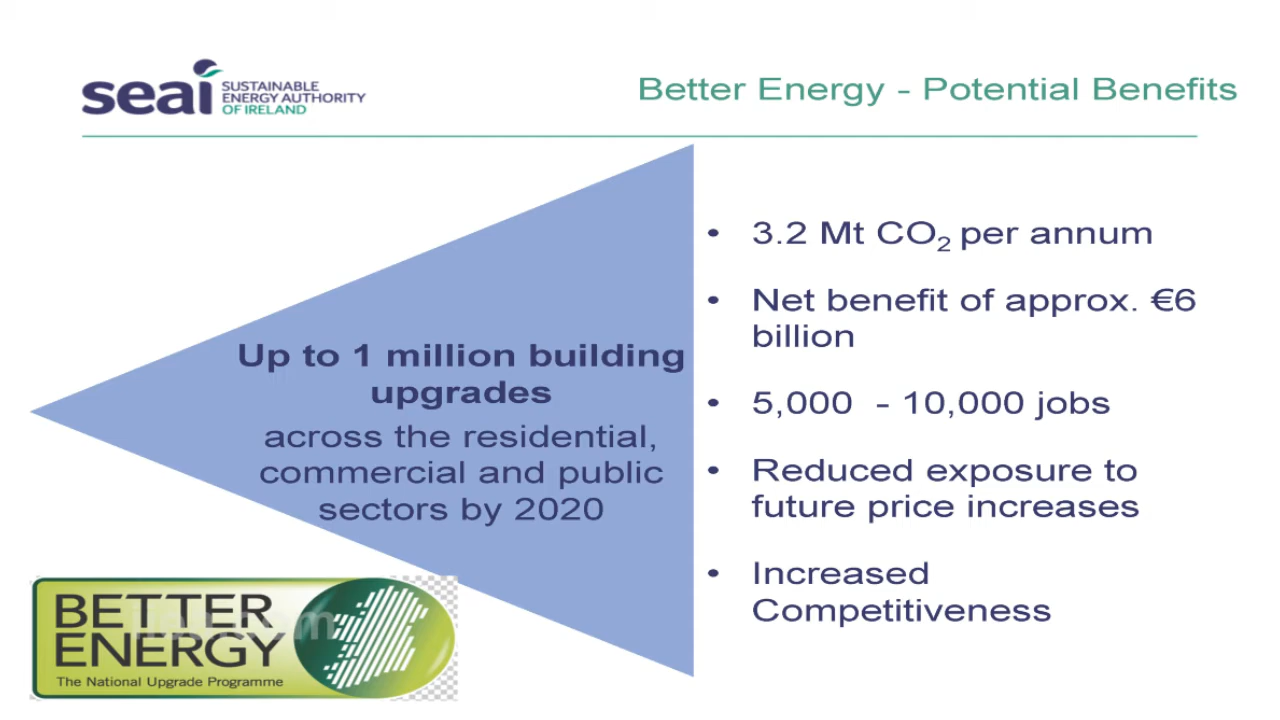 seai SUSTAINABLE
ENERGY AUTHORITY
OF IRELAND
Better Energy - Potential Benefits
Up to 1 million building
upgrades
across the residential,
commercial and public
sectors by 2020
• 3.2 Mt CO₂ per annum
• Net benefit of approx. €6
billion
• 5,000 - 10,000 jobs
• Reduced exposure to
future price increases
• Increased
Competitiveness
BETTER
ENERGY
The National Upgrade Programme